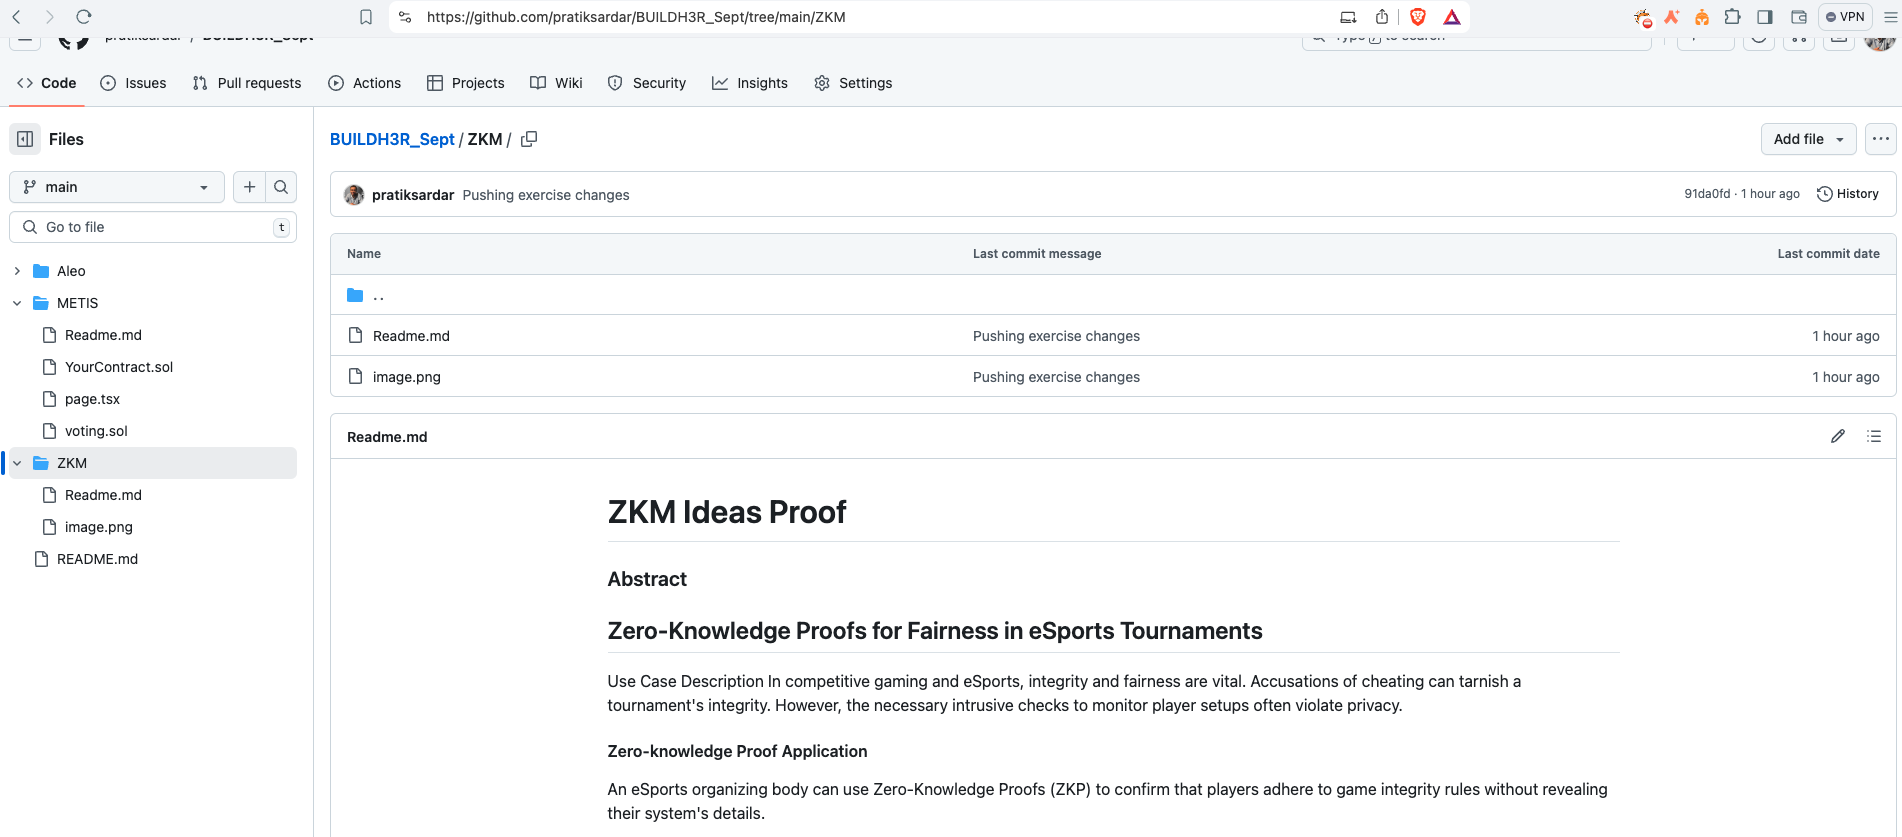 https://github.com/pratiksardar/BUILDH3R_Sept/tree/main/ZKM
VPN
pratiksardar / BUILDH3R_Sept
Type / to search
Code
Issues
Pull requests
Actions
Projects
Wiki
Security
Insights
Settings
Files
main
Go to file
t
Aleo
METIS
Readme.md
YourContract.sol
page.tsx
voting.sol
ZKM
Readme.md
image.png
README.md
BUILDH3R_Sept / ZKM /
Add file
pratiksardar Pushing exercise changes
91da0fd · 1 hour ago
History
Name Last commit message Last commit date
..
Readme.md Pushing exercise changes 1 hour ago
image.png Pushing exercise changes 1 hour ago
Readme.md
ZKM Ideas Proof
Abstract
Zero-Knowledge Proofs for Fairness in eSports Tournaments
Use Case Description In competitive gaming and eSports, integrity and fairness are vital. Accusations of cheating can tarnish a
tournament's integrity. However, the necessary intrusive checks to monitor player setups often violate privacy.
Zero-knowledge Proof Application
An eSports organizing body can use Zero-Knowledge Proofs (ZKP) to confirm that players adhere to game integrity rules without revealing
their system's details.